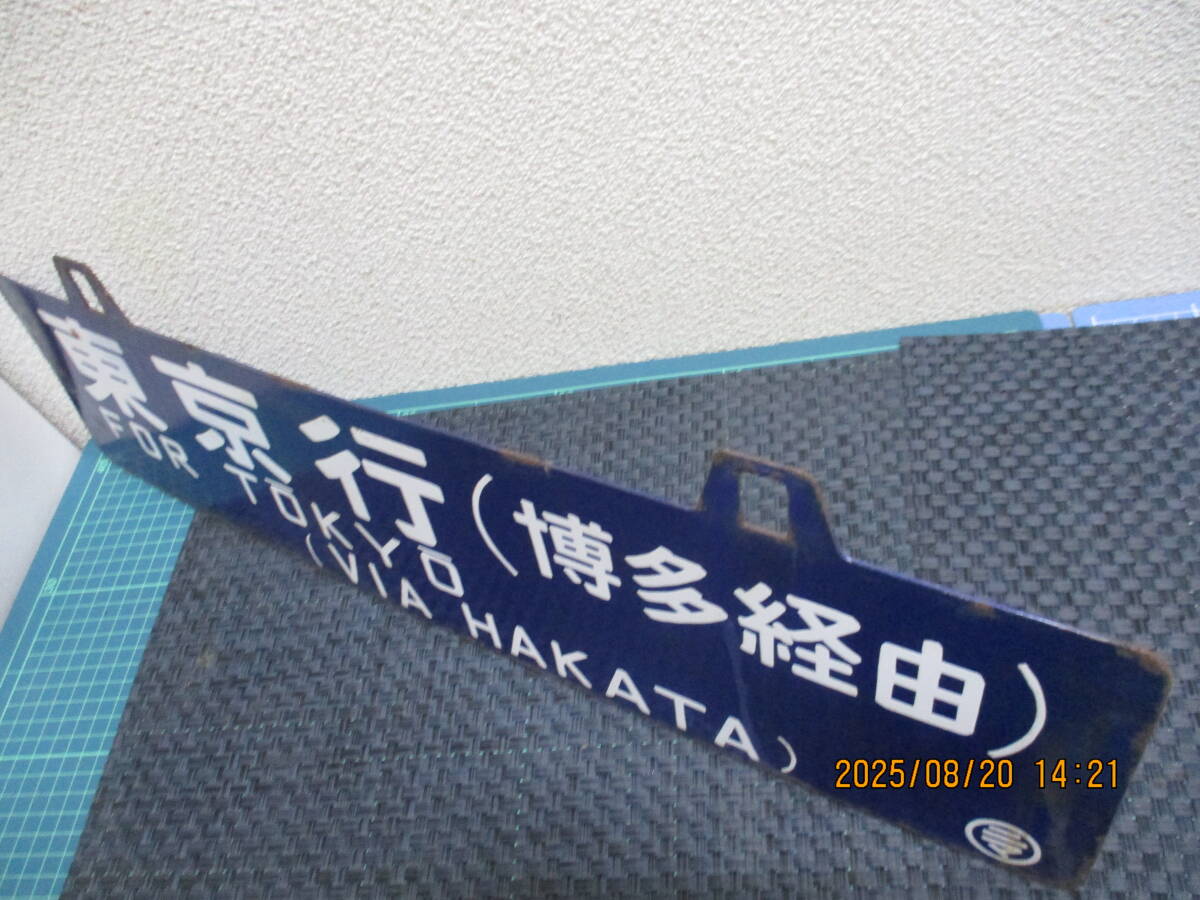 東京行(博多経由)
FOR TOKYO
(VIA HAKATA)
2025/08/20 14:21